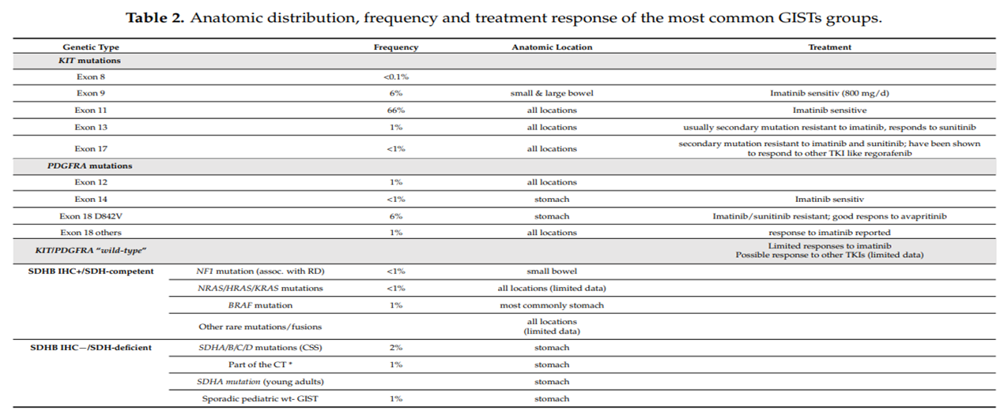 Table 2. Anatomic distribution, frequency and treatment response of the most common GISTs groups.
Genetic Type Frequency Anatomic Location Treatment
KIT mutations
Exon 8 <0.1%
Exon 9 6% small & large bowel Imatinib sensitiv (800 mg/d)
Exon 11 66% all locations Imatinib sensitive
Exon 13 1% all locations usually secondary mutation resistant to imatinib, responds to sunitinib
Exon 17 <1% all locations secondary mutation resistant to imatinib and sunitinib; have been shown
to respond to other TKI like regorafenib
PDGFRA mutations
Exon 12 1% all locations
Exon 14 <1% stomach Imatinib sensitiv
Exon 18 D842V 6% stomach Imatinib/sunitinib resistant; good respons to avapritinib
Exon 18 others 1% all locations response to imatinib reported
KIT/PDGFRA “wild-type” Limited responses to imatinib
Possible response to other TKIs (limited data)
SDHB IHC+/SDH-competent NF1 mutation (assoc. with RD) <1% small bowel
NRAS/HRAS/KRAS mutations <1% all locations (limited data)
BRAF mutation 1% most commonly stomach
Other rare mutations/fusions all locations
(limited data)
SDHB IHC−/SDH-deficient SDHA/B/C/D mutations (CSS) 2% stomach
Part of the CT * 1% stomach
SDHA mutation (young adults) stomach
Sporadic pediatric wt- GIST 1% stomach